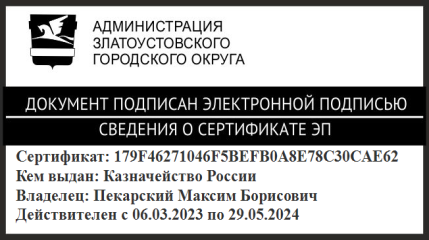 АДМИНИСТРАЦИЯ
ЗЛАТОУСТОВСКОГО
ГОРОДСКОГО ОКРУГА
ДОКУМЕНТ ПОДПИСАН ЭЛЕКТРОННОЙ ПОДПИСЬЮ
СВЕДЕНИЯ О СЕРТИФИКАТЕ ЭП
Сертификат: 179F46271046F5BEFB0A8E78C30CAE62
Кем выдан: Казначейство России
Владелец: Пекарский Максим Борисович
Действителен с 06.03.2023 по 29.05.2024